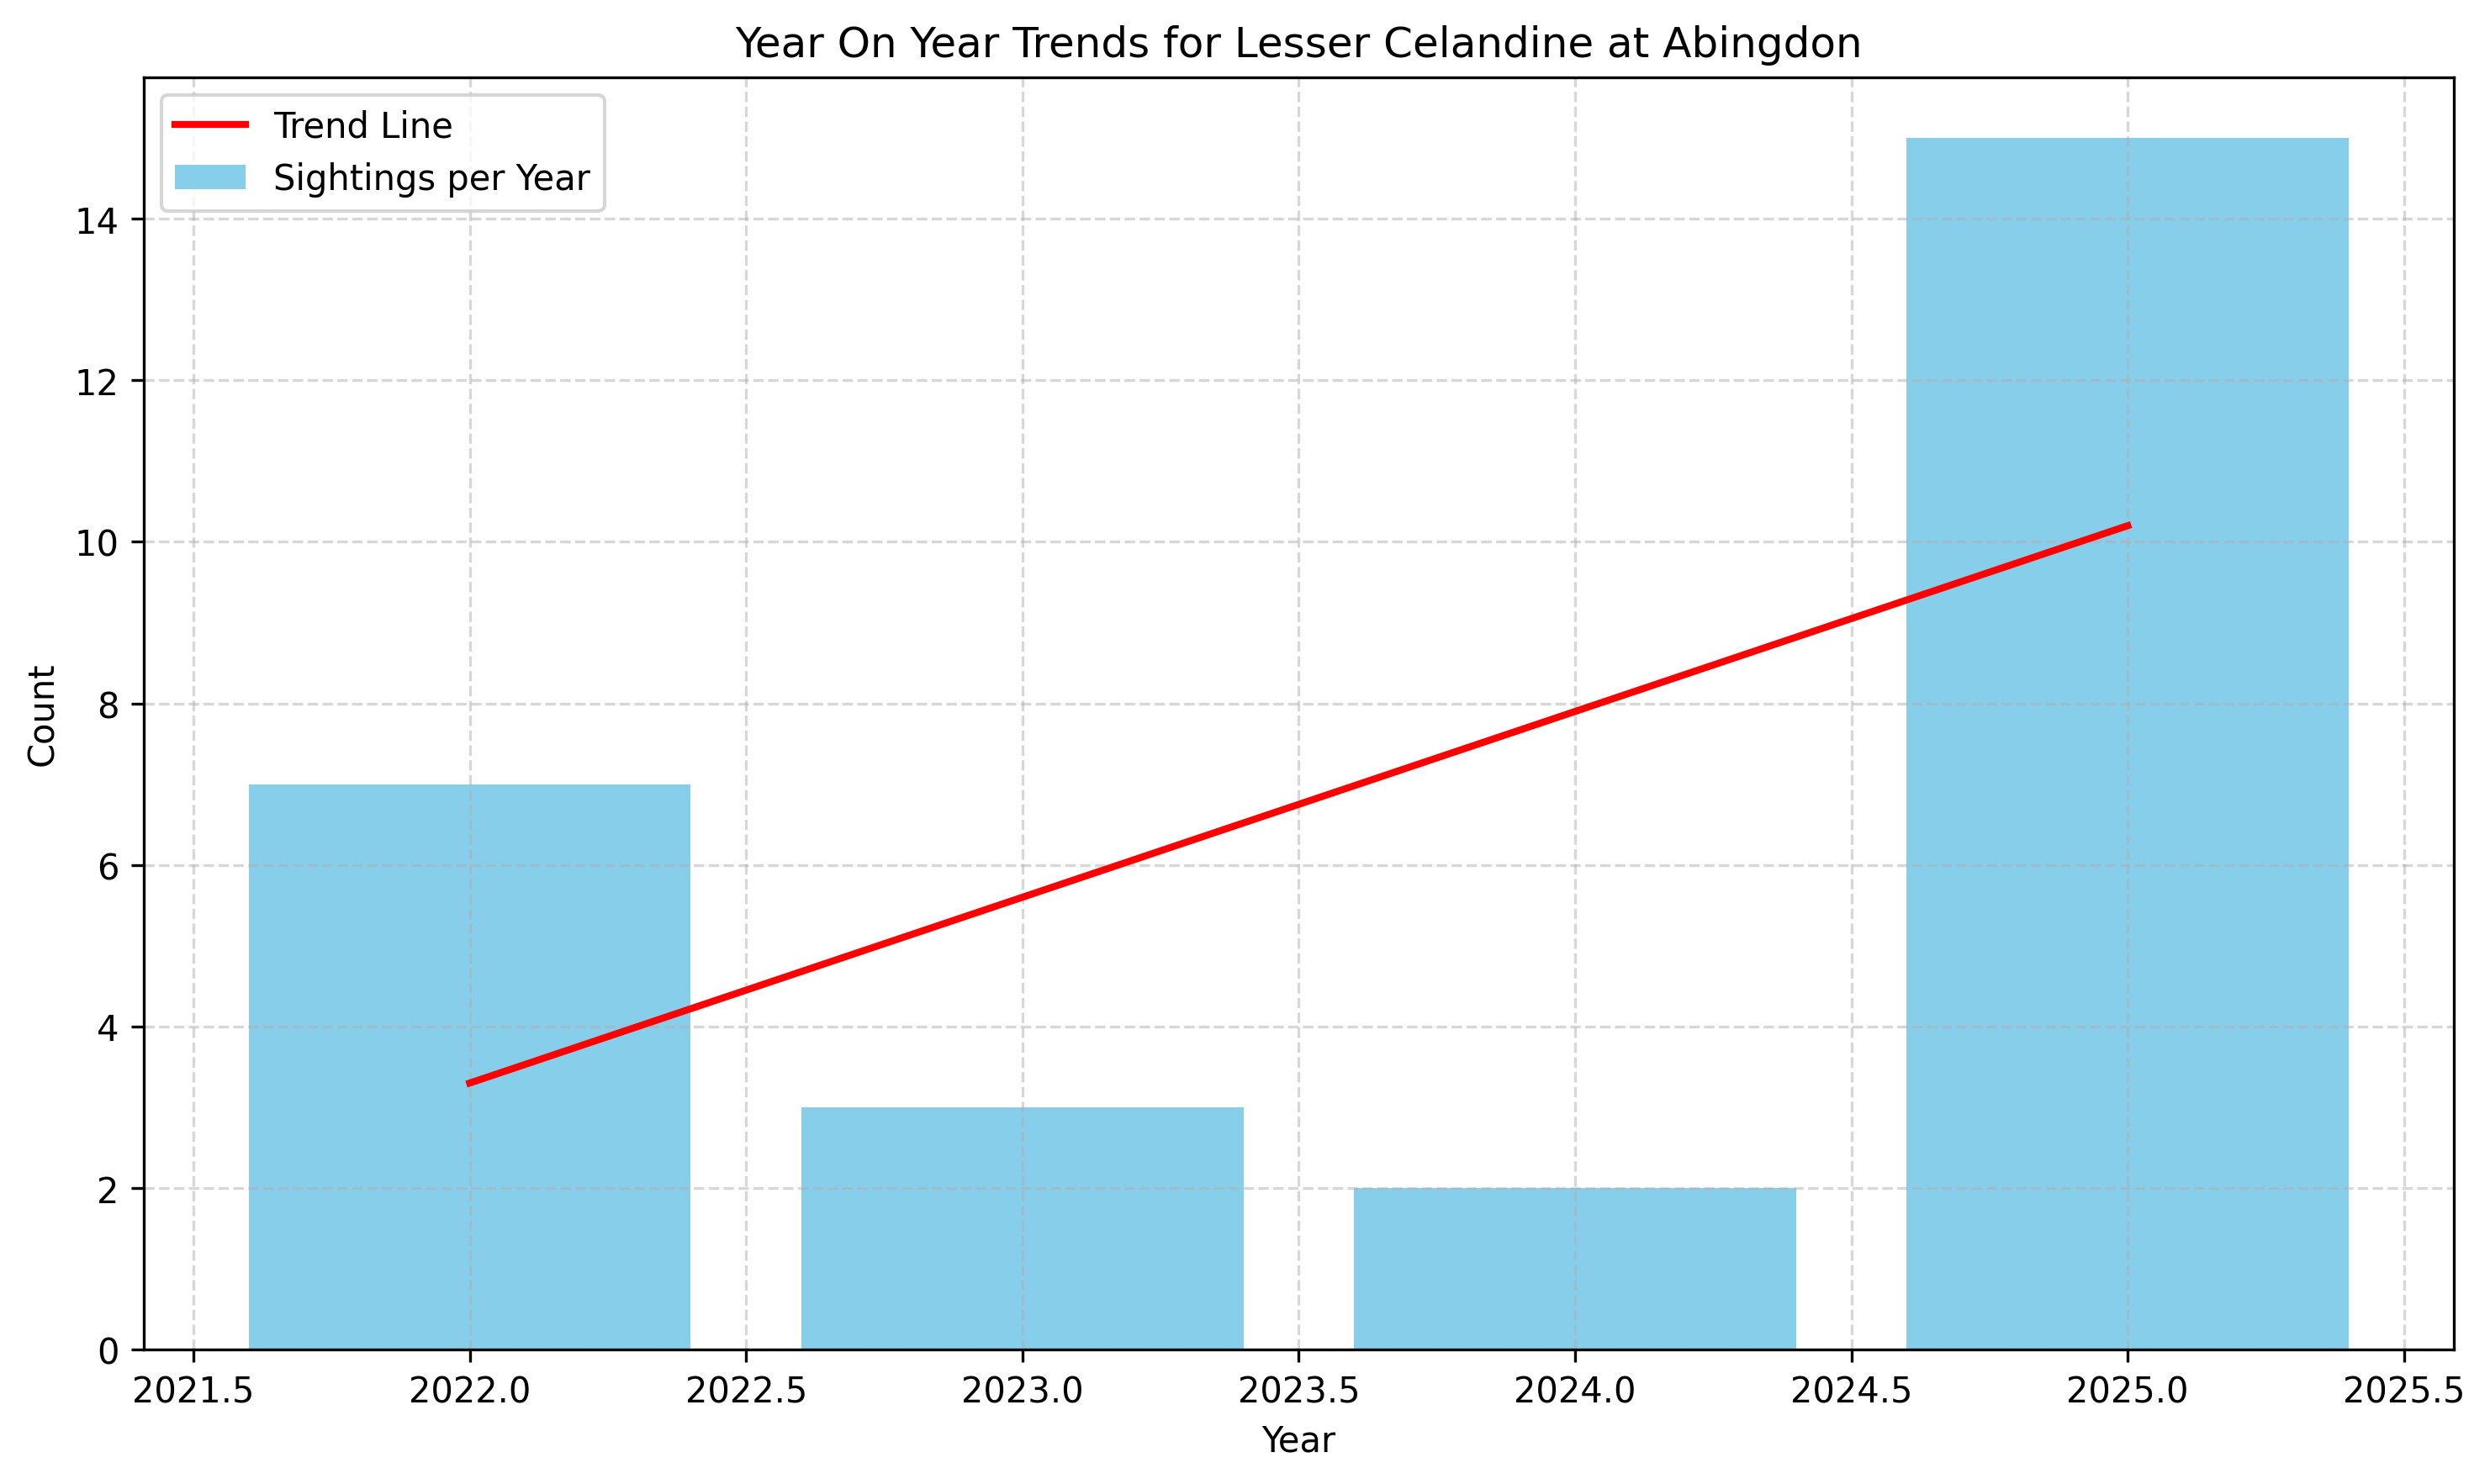 Year On Year Trends for Lesser Celandine at Abingdon
Trend Line
Sightings per Year
14
12
10
8
6
4
2
0
Count
2021.5 2022.0 2022.5 2023.0 2023.5 2024.0 2024.5 2025.0 2025.5
Year